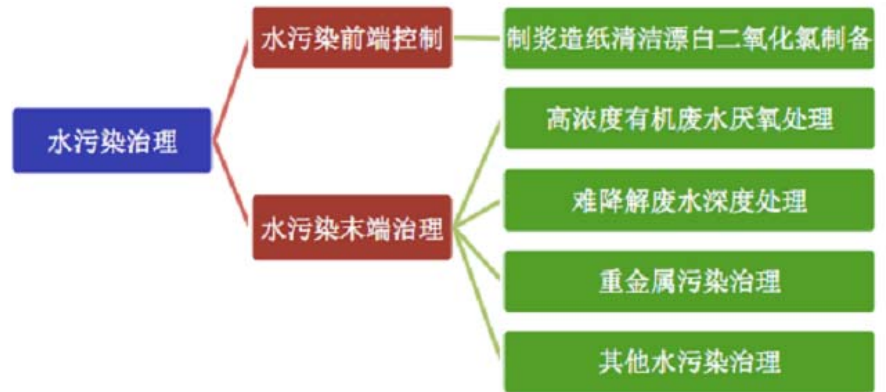 水污染治理
水污染前端控制
制浆造纸清洁漂白二氧化氯制备
水污染末端治理
高浓度有机废水厌氧处理
难降解废水深度处理
重金属污染治理
其他水污染治理